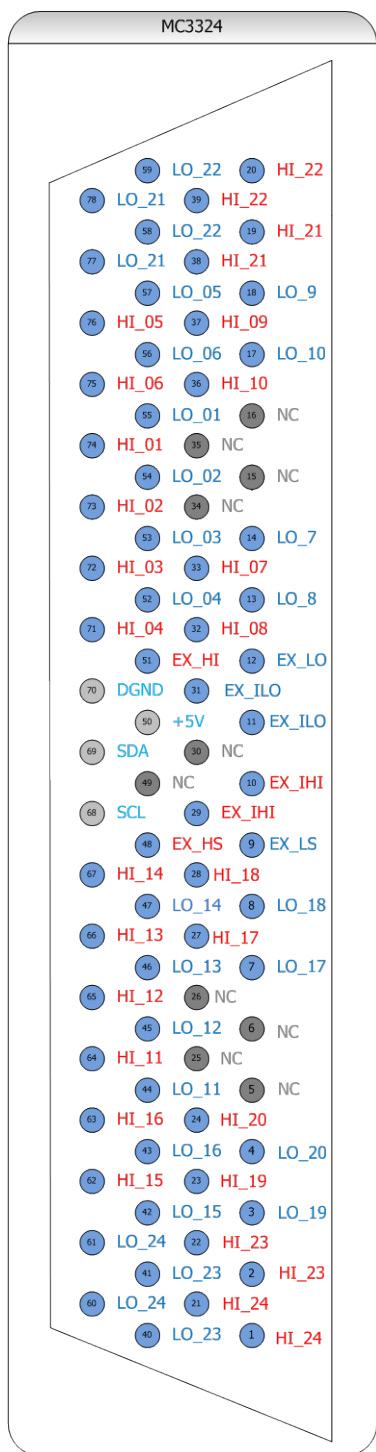 MC3324
59 LO_22 20 HI_22
78 LO_21 39 HI_22
58 LO_22 19 HI_21
77 LO_21 38 HI_21
57 LO_05 18 LO_9
76 HI_05 37 HI_09
56 LO_06 17 LO_10
75 HI_06 36 HI_10
55 LO_01 16 NC
74 HI_01 35 NC
54 LO_02 15 NC
73 HI_02 34 NC
53 LO_03 14 LO_7
72 HI_03 33 HI_07
52 LO_04 13 LO_8
71 HI_04 32 HI_08
51 EX_HI 12 EX_LO
70 DGND 31 EX_ILO
50 +5V 11 EX_ILO
69 SDA 30 NC
49 NC 10 EX_IHI
68 SCL 29 EX_IHI
48 EX_HS 9 EX_LS
67 HI_14 28 HI_18
47 LO_14 8 LO_18
66 HI_13 27 HI_17
46 LO_13 7 LO_17
65 HI_12 26 NC
45 LO_12 6 NC
64 HI_11 25 NC
44 LO_11 5 NC
63 HI_16 24 HI_20
43 LO_16 4 LO_20
62 HI_15 23 HI_19
42 LO_15 3 LO_19
61 LO_24 22 HI_23
41 LO_23 2 HI_23
60 LO_24 21 HI_24
40 LO_23 1 HI_24